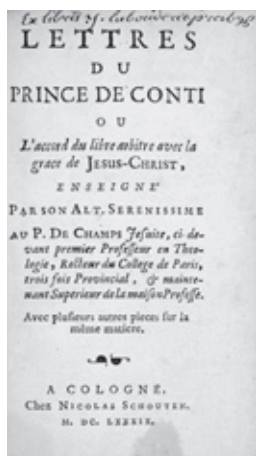 Ex libris
LETTRES
DU
PRINCE DE CONTI
OU
L'accord du libre arbitre avec la
grace de JESUS-CHRIST,
ENSEIGNÉ
PAR SON ALT. SERENISSIME
AU P. DE CHAMPS Jesuite, ci-de-
vant premier Professeur en Theo-
logie, Recteur du College de Paris,
trois fois Provincial, & mainte-
nant Superieur de la maison Professe.
Avec plusieurs autres pieces sur la
même matiere.
A COLOGNE,
Chez NICOLAS SCHOUTEN.
M. DC. LXXXIX.